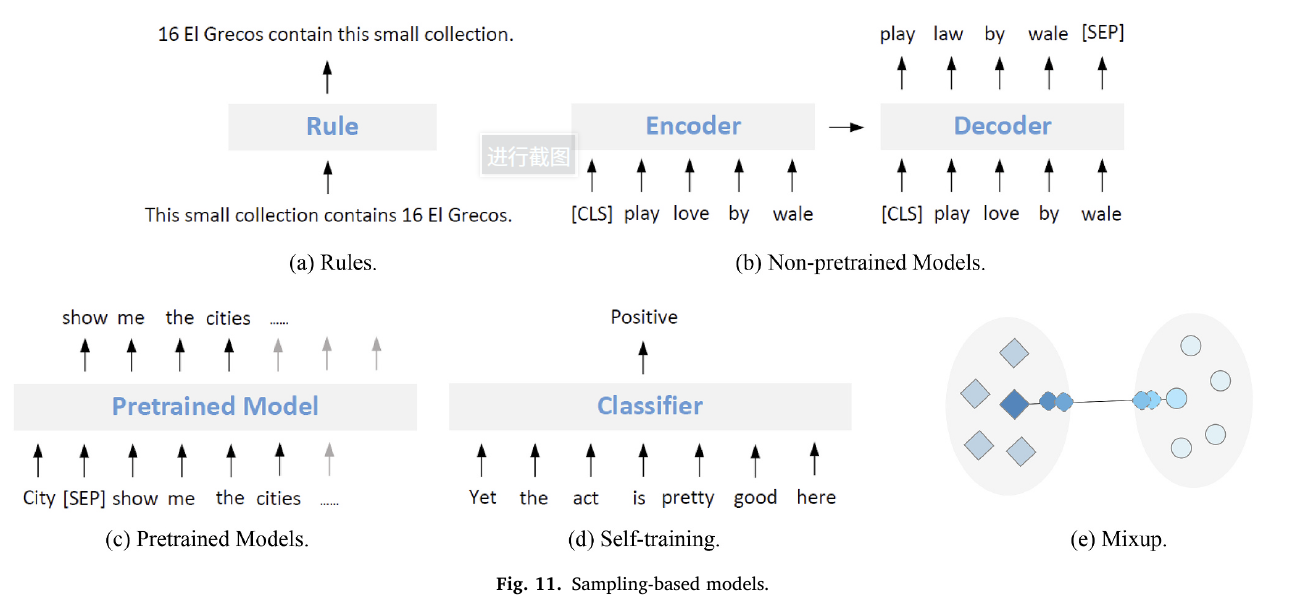 16 El Grecos contain this small collection.
Rule
This small collection contains 16 El Grecos.
(a) Rules.
play law by wale [SEP]
Encoder
Decoder
进行截图
[CLS] play love by wale
[CLS] play love by wale
(b) Non-pretrained Models.
show me the cities ......
Pretrained Model
City [SEP] show me the cities ......
(c) Pretrained Models.
Positive
Classifier
Yet the act is pretty good here
(d) Self-training.
(e) Mixup.
Fig. 11. Sampling-based models.